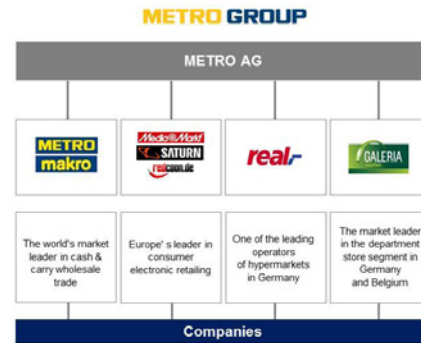 METRO GROUP
METRO AG
METRO
makro
Media Markt
SATURN
redcoon.de
real,-
GALERIA
The world's market
leader in cash &
carry wholesale
trade
Europe' s leader in
consumer
electronic retailing
One of the leading
operators
of hypermarkets
in Germany
The market leader
in the department
store segment in
Germany
and Belgium
Companies